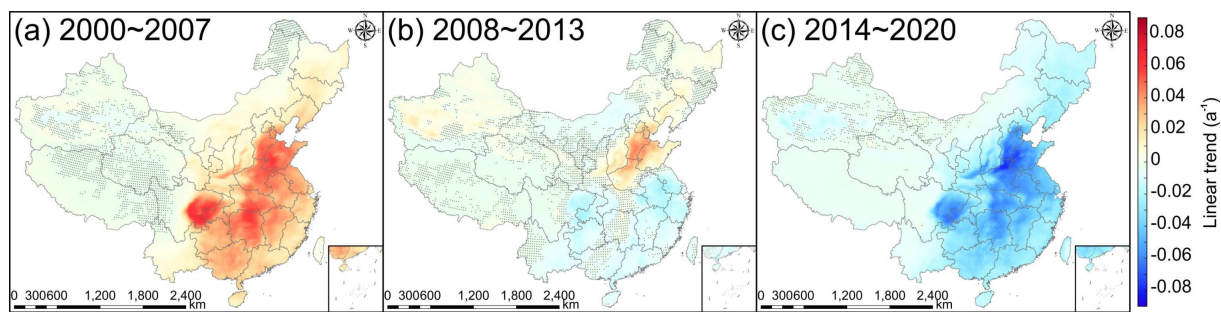 (a) 2000~2007
N
W E
S
0 300600 1,200 1,800 2,400
km
(b) 2008~2013
N
W E
S
0 300600 1,200 1,800 2,400
km
(c) 2014~2020
N
W E
S
0 300600 1,200 1,800 2,400
km
0.08
0.06
0.04
0.02
0
-0.02
-0.04
-0.06
-0.08
Linear trend (a⁻¹)